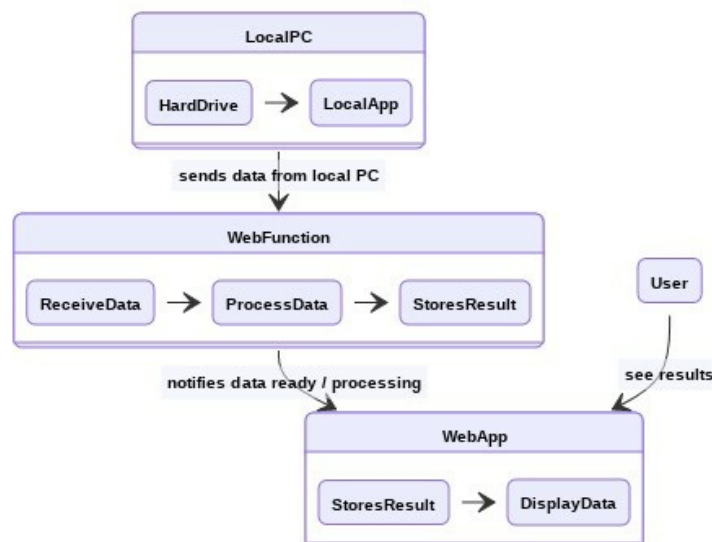 LocalPC
HardDrive
LocalApp
sends data from local PC
WebFunction
ReceiveData
ProcessData
StoresResult
User
notifies data ready / processing
see results
WebApp
StoresResult
DisplayData